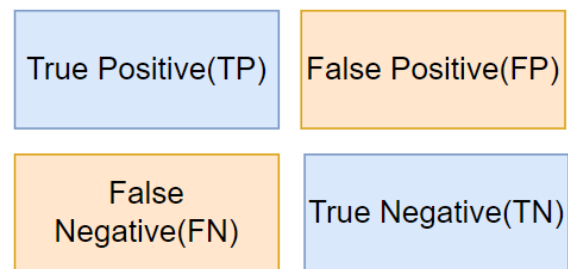 True Positive(TP)
False Positive(FP)
False
Negative(FN)
True Negative(TN)